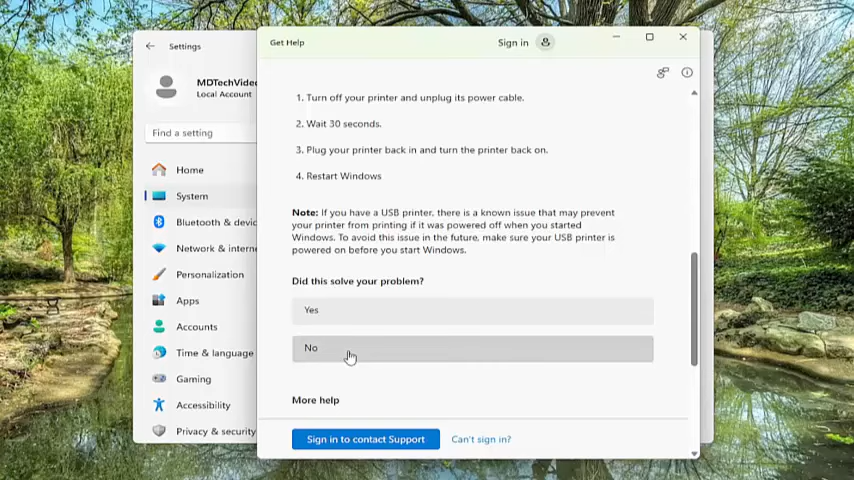 Settings
MDTechVide
Local Account
Find a setting
Home
System
Bluetooth & devic
Network & interne
Personalization
Apps
Accounts
Time & language
Gaming
Accessibility
Privacy & security
Get Help
Sign in
1. Turn off your printer and unplug its power cable.
2. Wait 30 seconds.
3. Plug your printer back in and turn the printer back on.
4. Restart Windows
Note: If you have a USB printer, there is a known issue that may prevent
your printer from printing if it was powered off when you started
Windows. To avoid this issue in the future, make sure your USB printer is
powered on before you start Windows.
Did this solve your problem?
Yes
No
More help
Sign in to contact Support
Can't sign in?